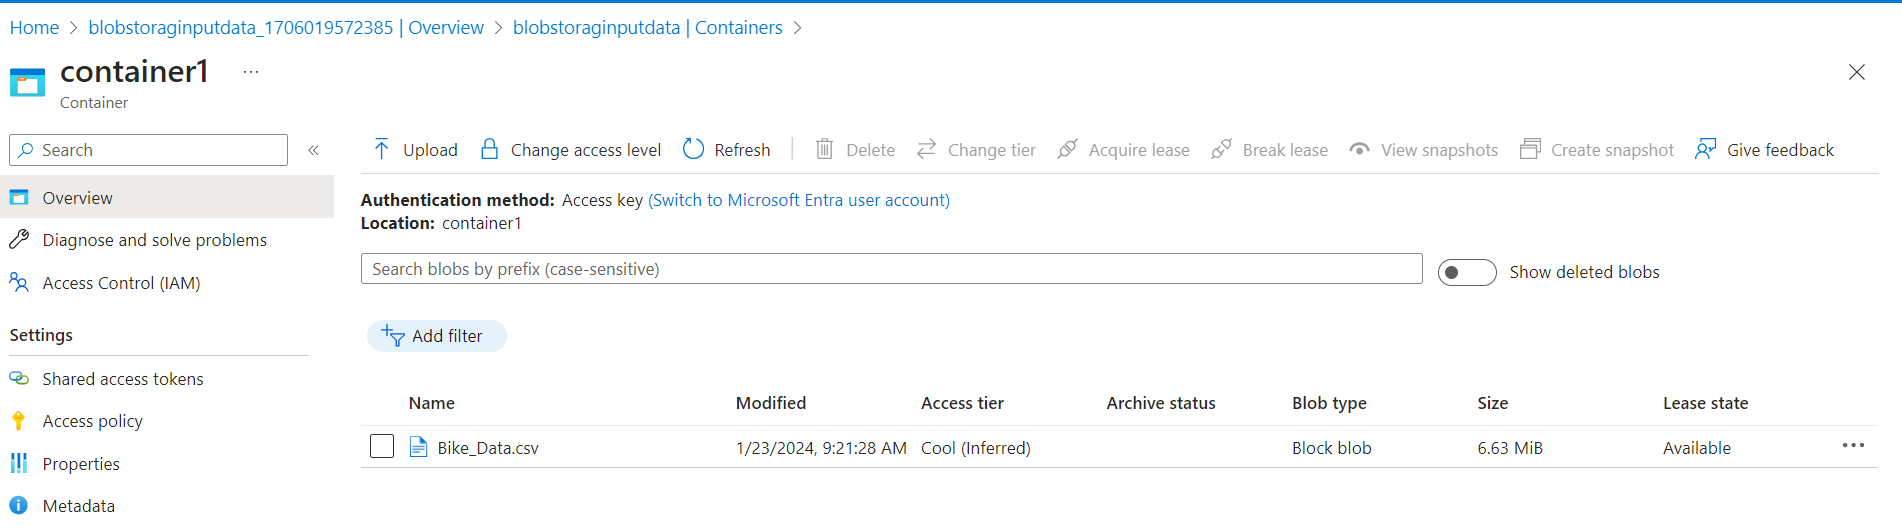 Home > blobstoraginputdata_1706019572385 | Overview > blobstoraginputdata | Containers >
container1 ...
Container
Search «
Upload Change access level Refresh Delete Change tier Acquire lease Break lease View snapshots Create snapshot Give feedback
Overview
Diagnose and solve problems
Access Control (IAM)
Settings
Shared access tokens
Access policy
Properties
Metadata
Authentication method: Access key (Switch to Microsoft Entra user account)
Location: container1
Search blobs by prefix (case-sensitive) Show deleted blobs
Add filter
Name Modified Access tier Archive status Blob type Size Lease state
Bike_Data.csv 1/23/2024, 9:21:28 AM Cool (Inferred) Block blob 6.63 MiB Available ...